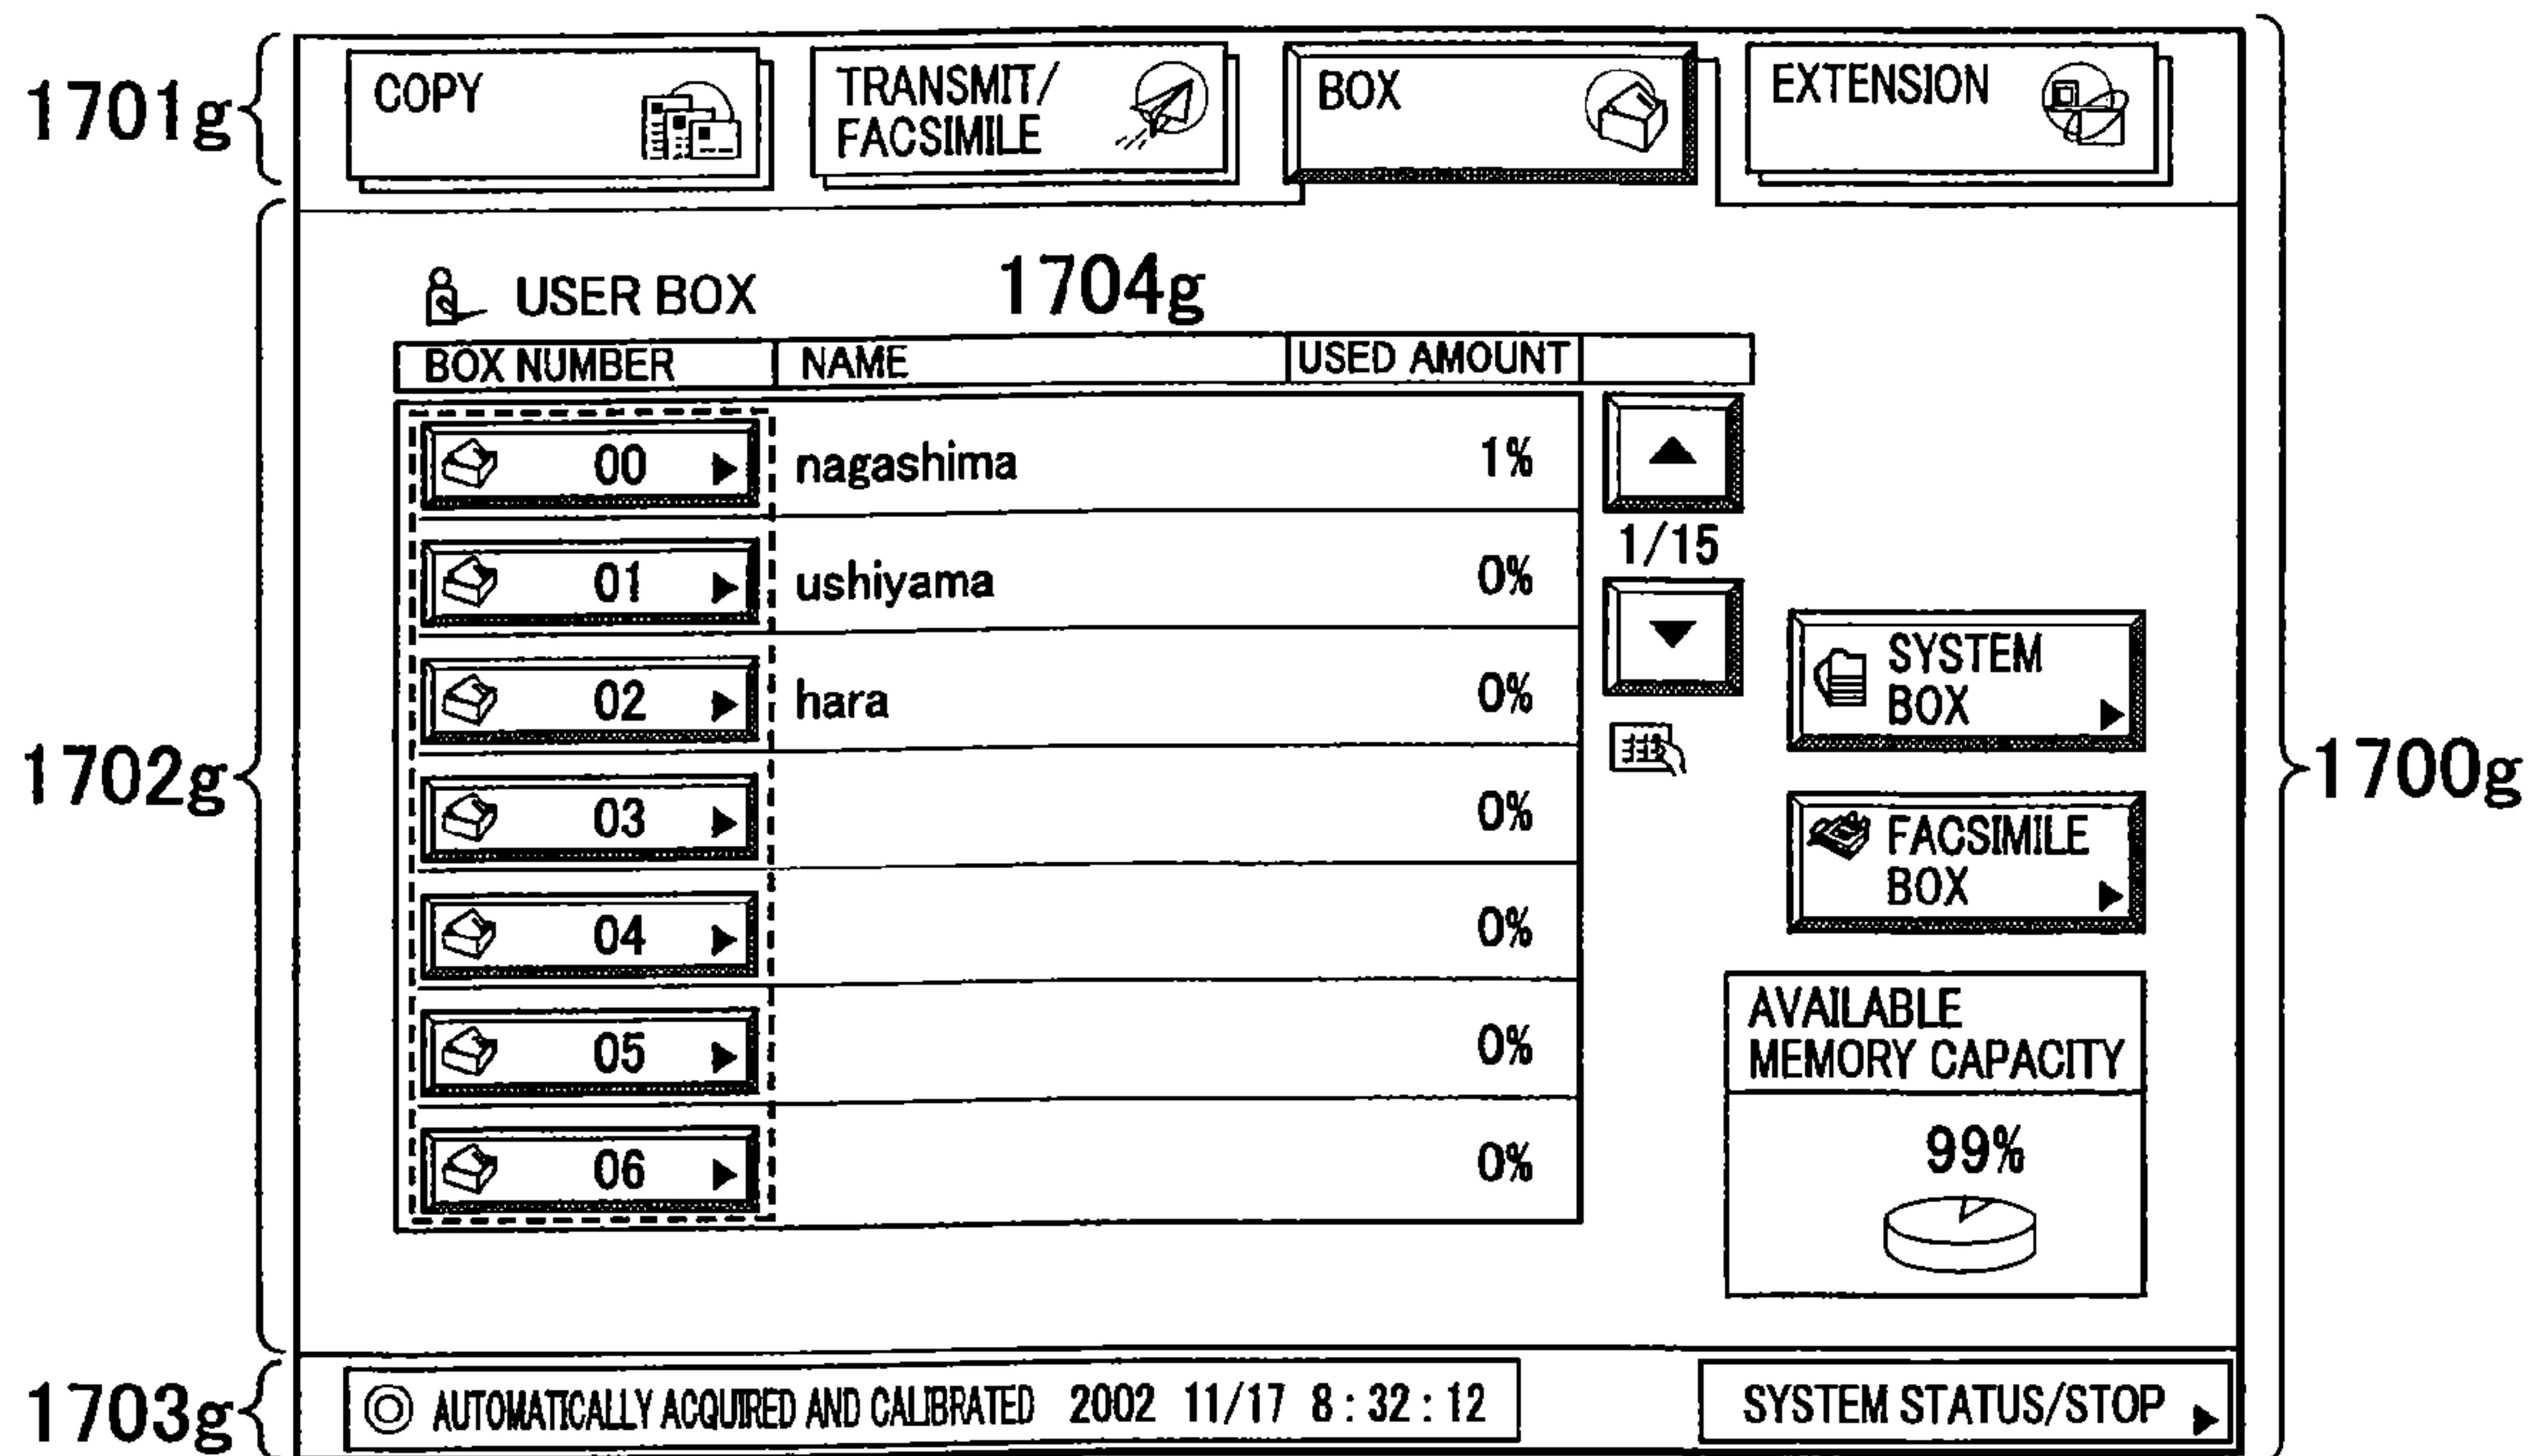 1701g
COPY
TRANSMIT/
FACSIMILE
BOX
EXTENSION
USER BOX
1704g
BOX NUMBER NAME USED AMOUNT
00 nagashima 1%
01 ushiyama 0%
1/15
02 hara 0%
03 0%
04 0%
05 0%
06 0%
SYSTEM
BOX
FACSIMILE
BOX
AVAILABLE
MEMORY CAPACITY
99%
1702g
1700g
1703g
AUTOMATICALLY ACQUIRED AND CALIBRATED 2002 11/17 8:32:12
SYSTEM STATUS/STOP